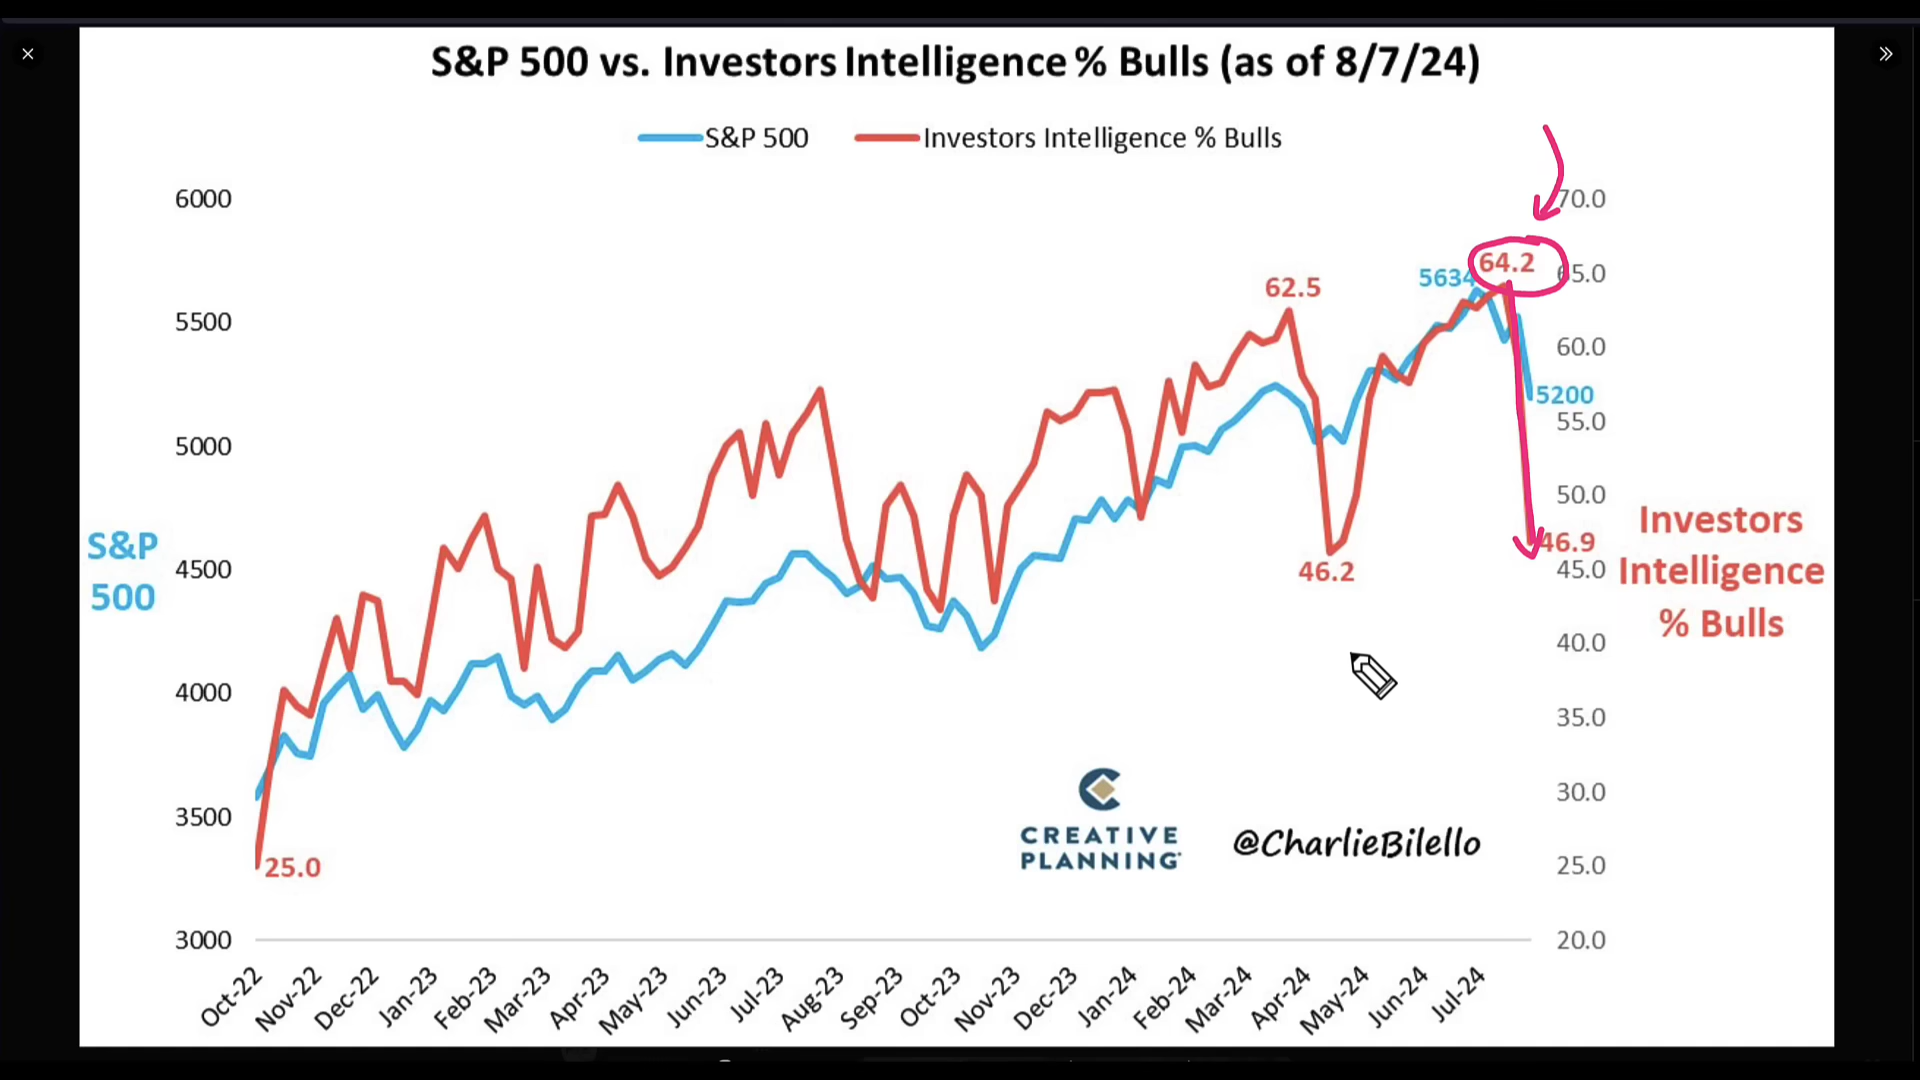 S&P 500 vs. Investors Intelligence % Bulls (as of 8/7/24)
S&P 500
Investors Intelligence % Bulls
6000
5500
5000
4500
4000
3500
3000
S&P
500
70.0
65.0
60.0
55.0
50.0
45.0
40.0
35.0
30.0
25.0
20.0
Investors
Intelligence
% Bulls
25.0
62.5
46.2
5634
64.2
5200
46.9
CREATIVE
PLANNING
@CharlieBilello
Oct-22
Nov-22
Dec-22
Jan-23
Feb-23
Mar-23
Apr-23
May-23
Jun-23
Jul-23
Aug-23
Sep-23
Oct-23
Nov-23
Dec-23
Jan-24
Feb-24
Mar-24
Apr-24
May-24
Jun-24
Jul-24